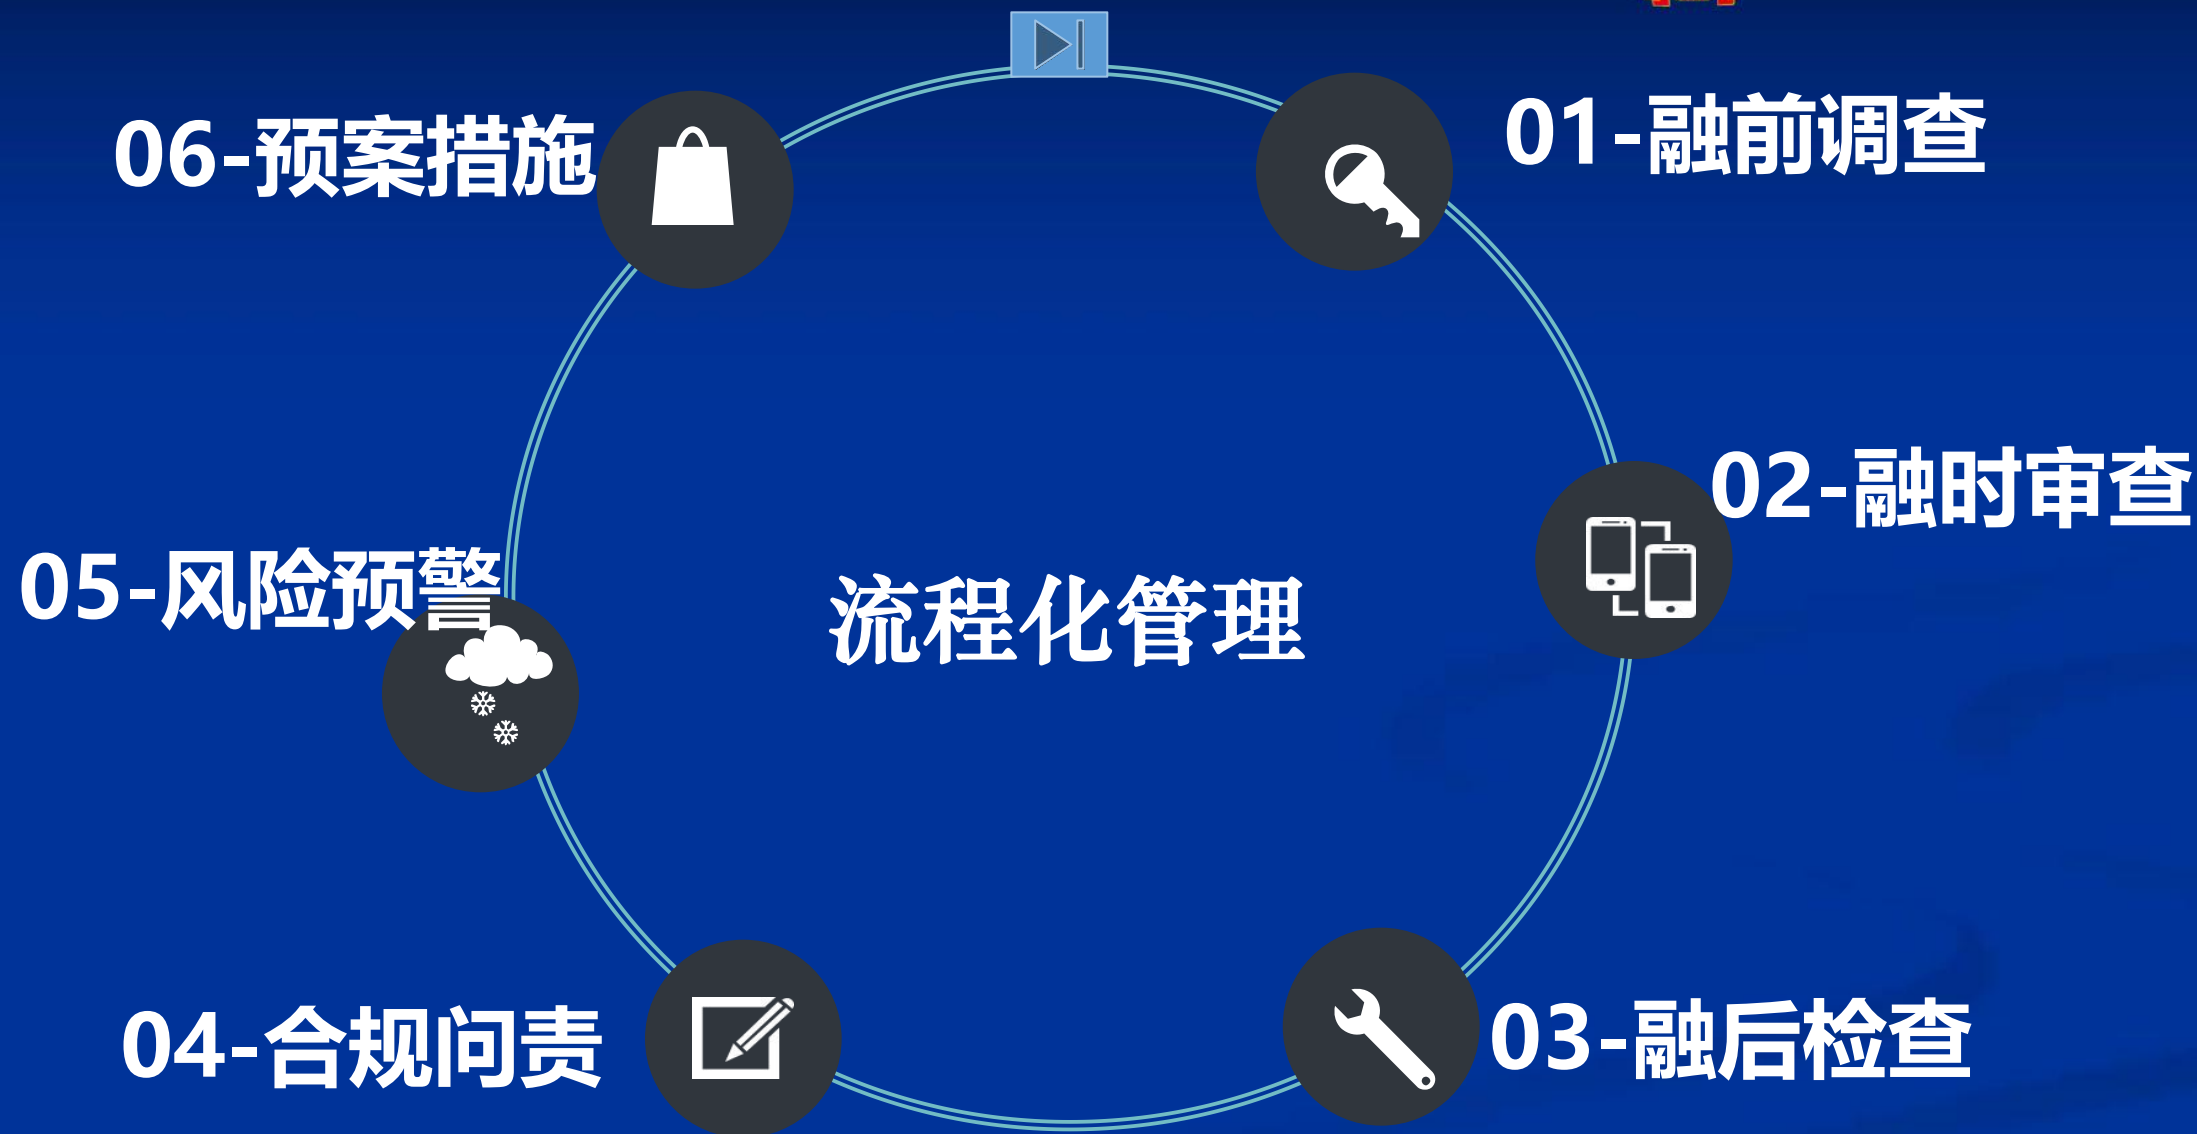 01-融前调查
02-融时审查
03-融后检查
04-合规问责
05-风险预警
06-预案措施
流程化管理